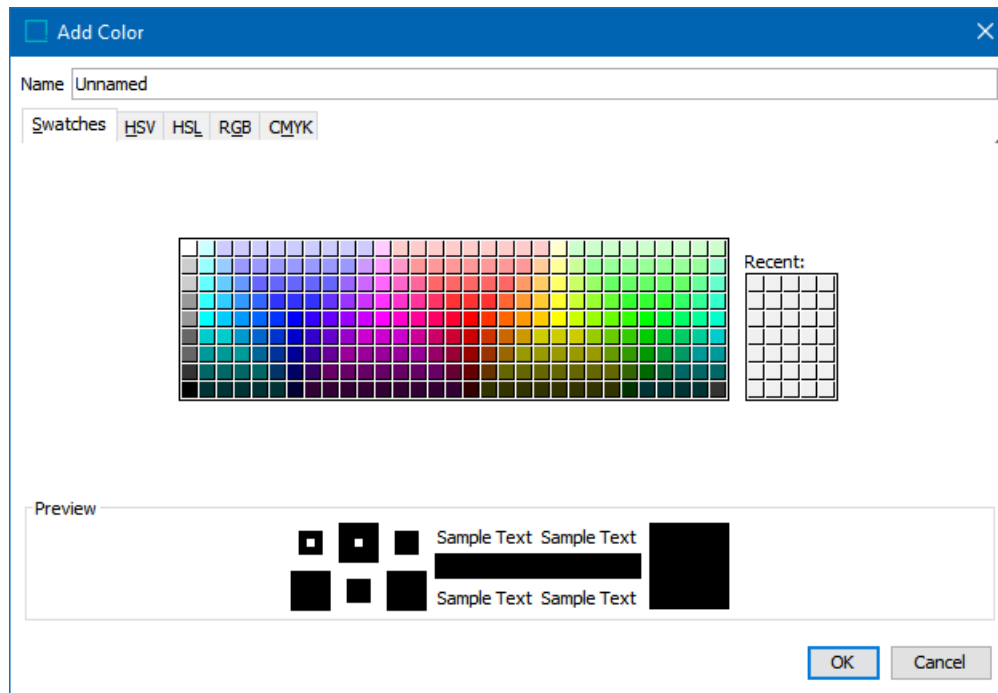 Add Color
Name Unnamed
Swatches HSV HSL RGB CMYK
Recent:
Preview
Sample Text Sample Text
Sample Text Sample Text
OK Cancel